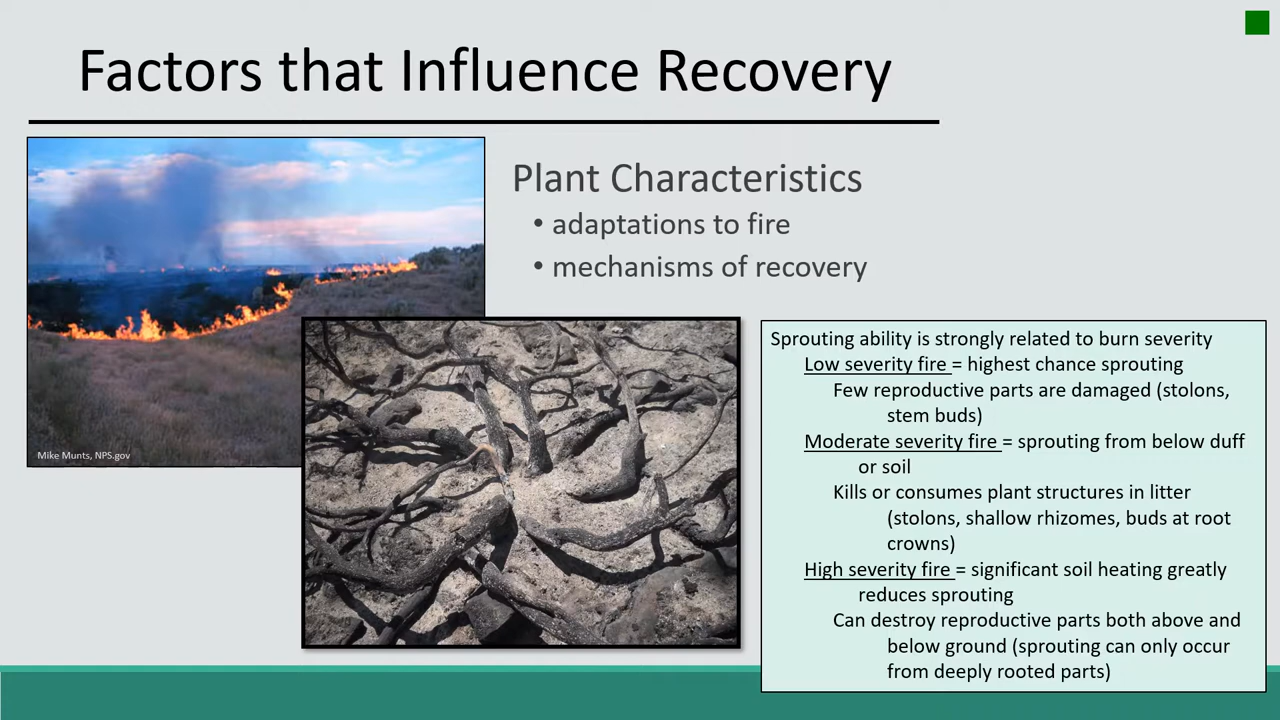 Factors that Influence Recovery
Plant Characteristics
• adaptations to fire
• mechanisms of recovery
Mike Munts, NPS.gov
Sprouting ability is strongly related to burn severity
Low severity fire = highest chance sprouting
Few reproductive parts are damaged (stolons,
stem buds)
Moderate severity fire = sprouting from below duff
or soil
Kills or consumes plant structures in litter
(stolons, shallow rhizomes, buds at root
crowns)
High severity fire = significant soil heating greatly
reduces sprouting
Can destroy reproductive parts both above and
below ground (sprouting can only occur
from deeply rooted parts)